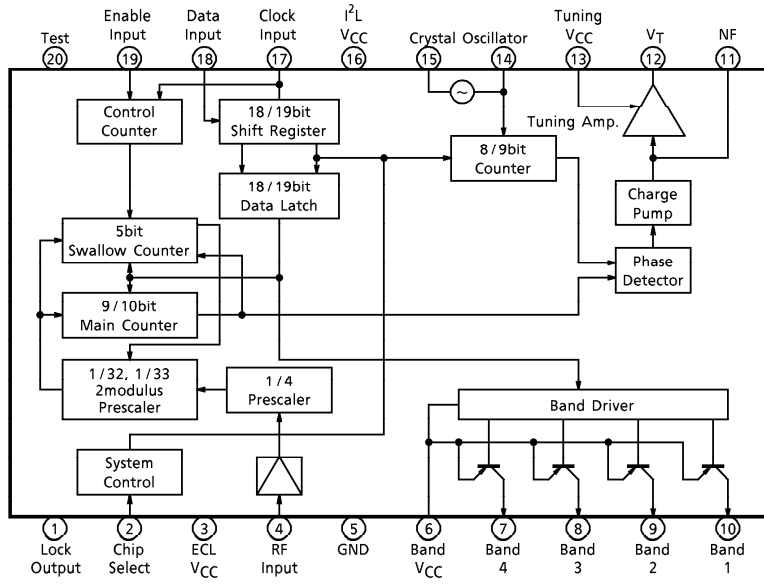 Enable Input
Data Input
Clock Input
I²L VCC
Crystal Oscillator
Tuning VCC
VT
NF
Test
20
19
18
17
16
15
14
13
12
11
Control
Counter
18/19bit
Shift Register
18/19bit
Data Latch
8/9bit
Counter
Tuning Amp.
Charge
Pump
Phase
Detector
5bit
Swallow Counter
9/10bit
Main Counter
1/32, 1/33
2modulus
Prescaler
1/4
Prescaler
Band Driver
System
Control
~
1
2
3
4
5
6
7
8
9
10
Lock
Output
Chip
Select
ECL
VCC
RF
Input
GND
Band
VCC
Band
4
Band
3
Band
2
Band
1